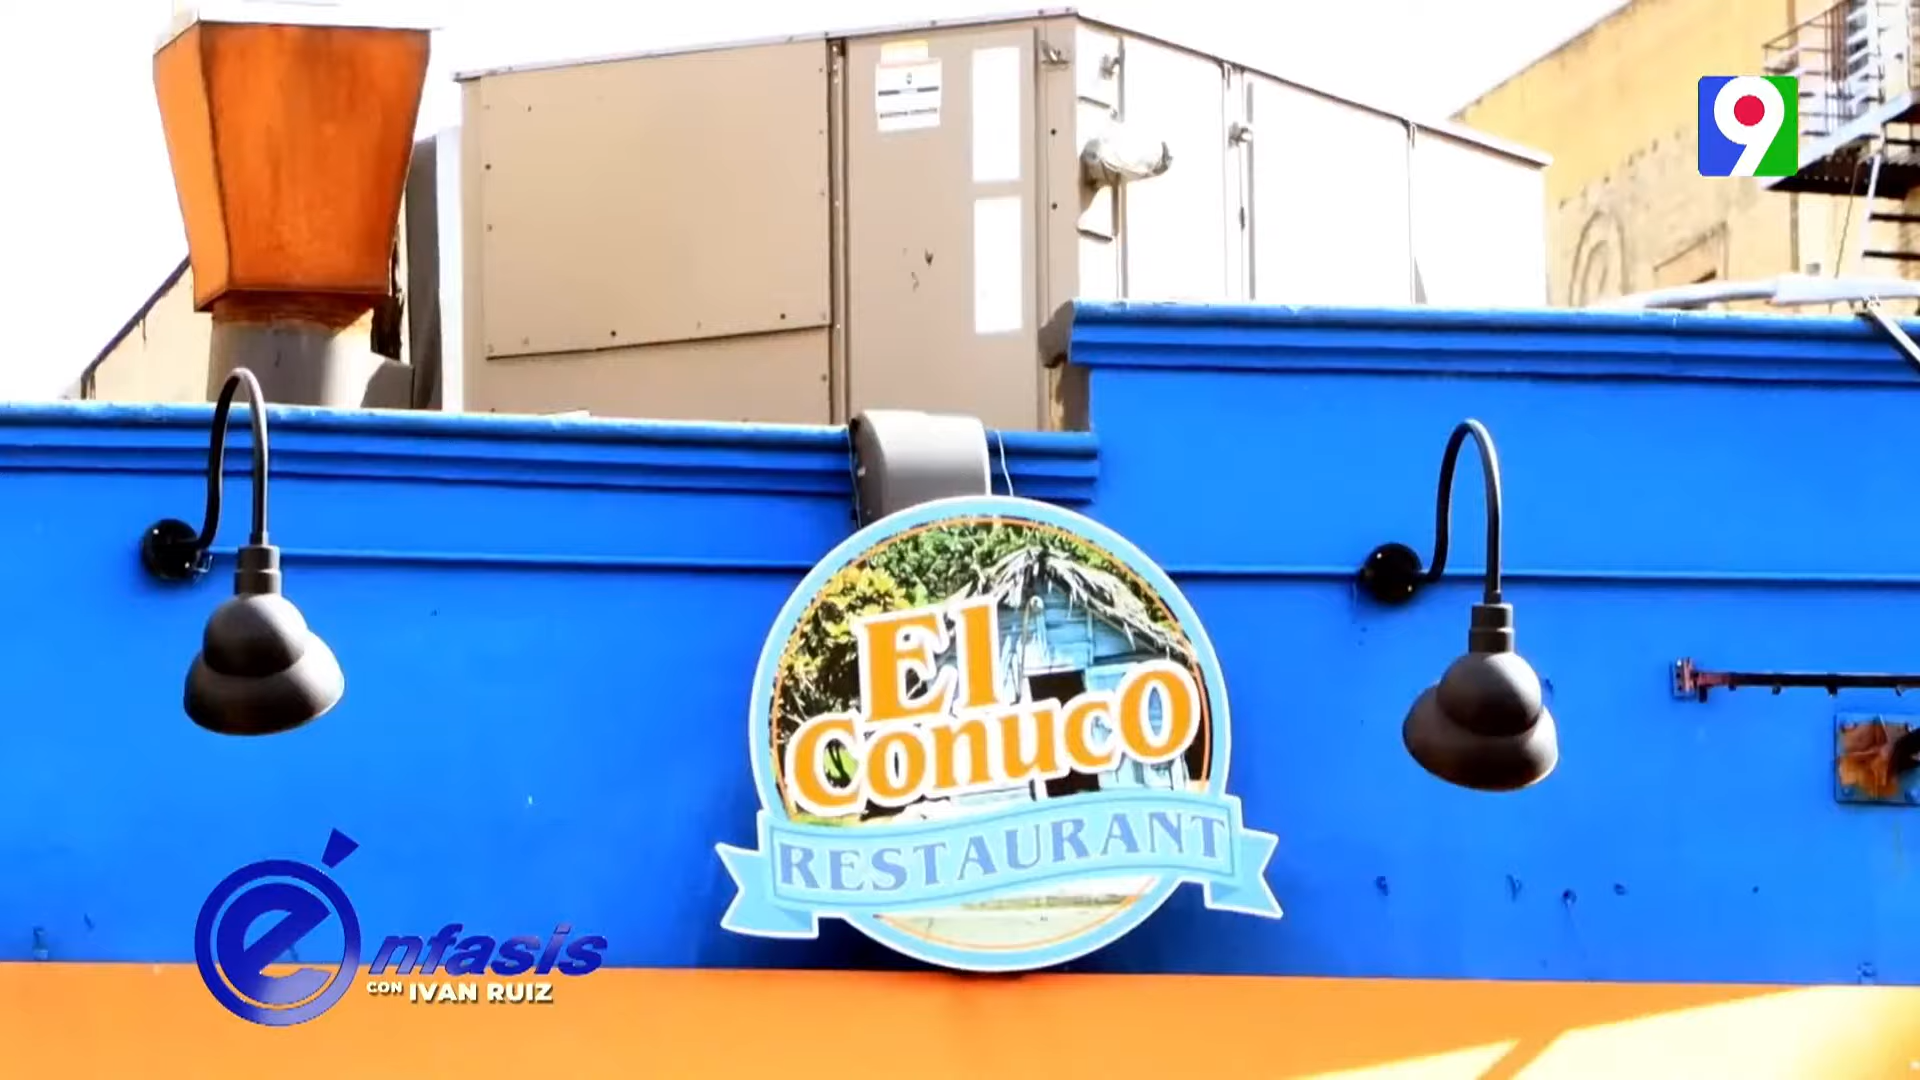 9
El
Conuco
RESTAURANT
énfasis
CON IVAN RUIZ